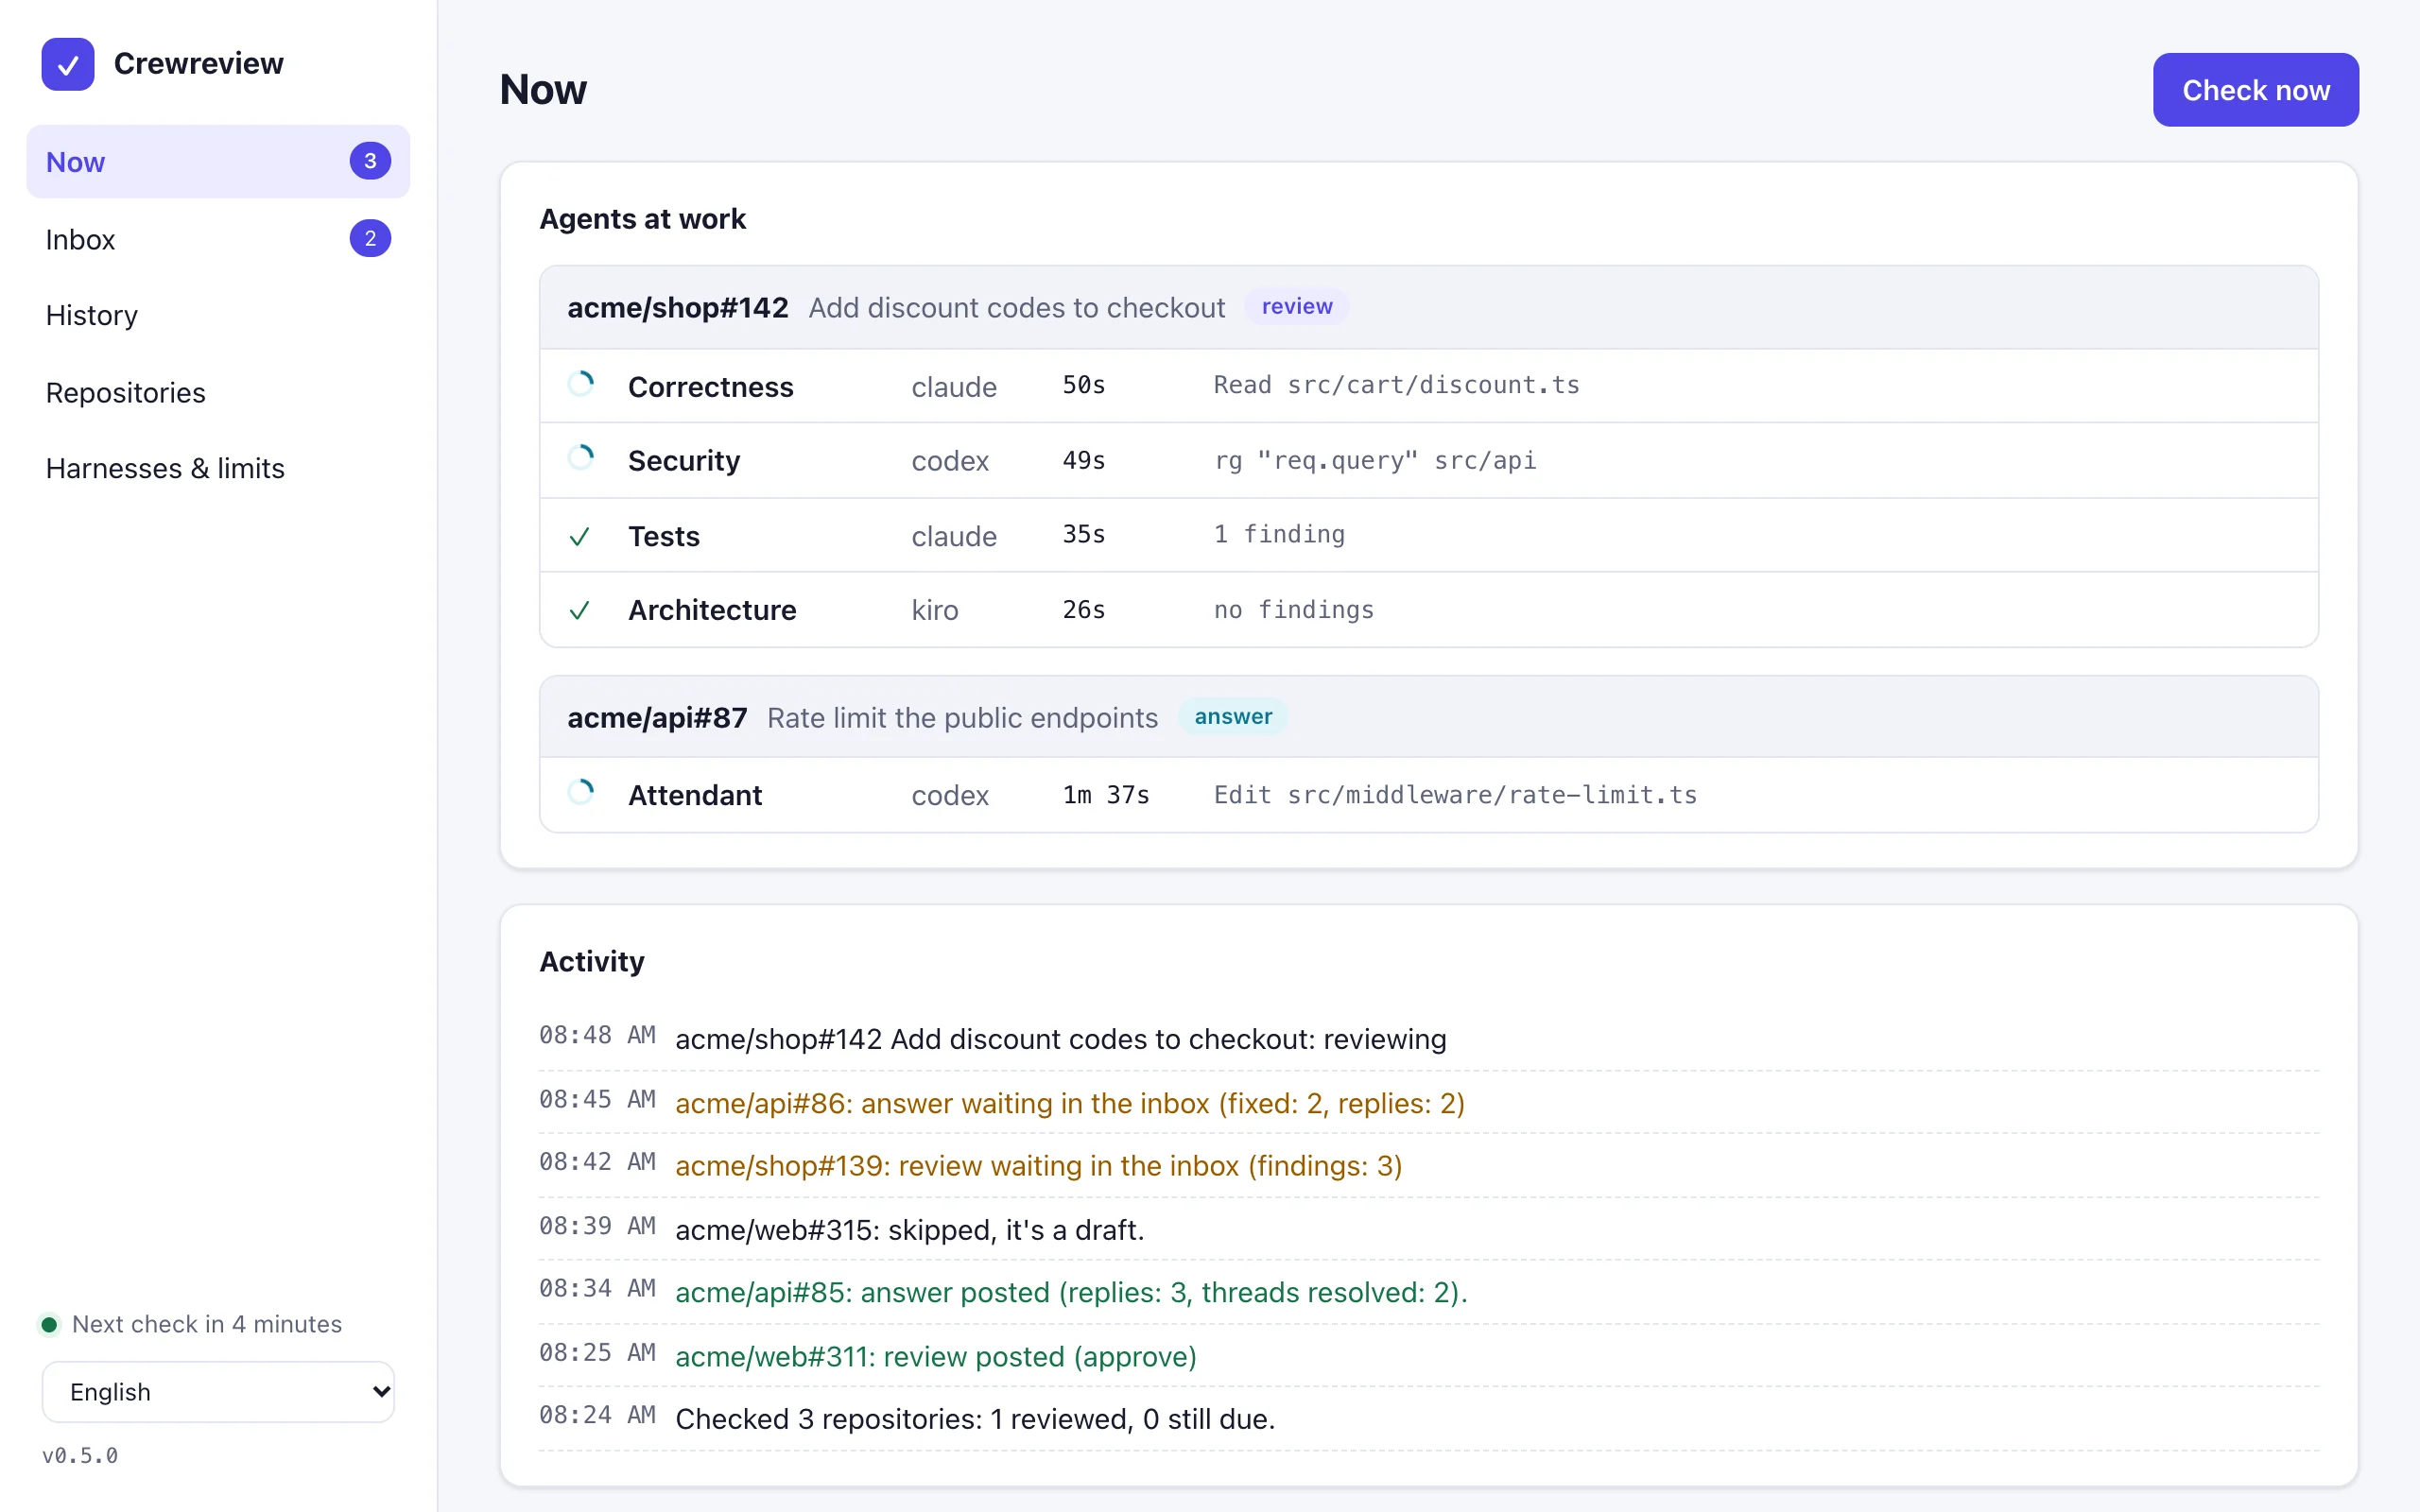 Crewreview
Now 3
Inbox 2
History
Repositories
Harnesses & limits
Next check in 4 minutes
English
v0.5.0
Now
Check now
Agents at work
acme/shop#142 Add discount codes to checkout review
Correctness claude 50s Read src/cart/discount.ts
Security codex 49s rg "req.query" src/api
Tests claude 35s 1 finding
Architecture kiro 26s no findings
acme/api#87 Rate limit the public endpoints answer
Attendant codex 1m 37s Edit src/middleware/rate-limit.ts
Activity
08:48 AM acme/shop#142 Add discount codes to checkout: reviewing
08:45 AM acme/api#86: answer waiting in the inbox (fixed: 2, replies: 2)
08:42 AM acme/shop#139: review waiting in the inbox (findings: 3)
08:39 AM acme/web#315: skipped, it's a draft.
08:34 AM acme/api#85: answer posted (replies: 3, threads resolved: 2).
08:25 AM acme/web#311: review posted (approve)
08:24 AM Checked 3 repositories: 1 reviewed, 0 still due.